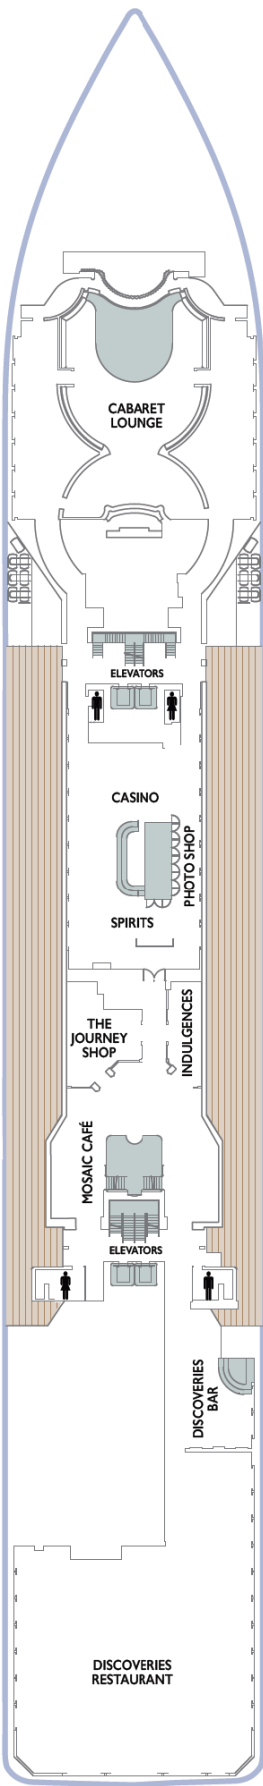 CABARET
LOUNGE
ELEVATORS
CASINO
PHOTO SHOP
SPIRITS
THE
JOURNEY
SHOP
INDULGENCES
MOSAIC CAFÉ
ELEVATORS
DISCOVERIES
BAR
DISCOVERIES
RESTAURANT